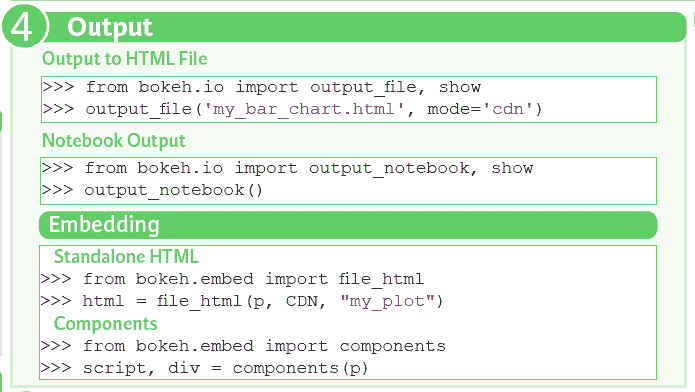 4 Output
Output to HTML File
>>> from bokeh.io import output_file, show
>>> output_file('my_bar_chart.html', mode='cdn')
Notebook Output
>>> from bokeh.io import output_notebook, show
>>> output_notebook()
Embedding
Standalone HTML
>>> from bokeh.embed import file_html
>>> html = file_html(p, CDN, "my_plot")
Components
>>> from bokeh.embed import components
>>> script, div = components(p)